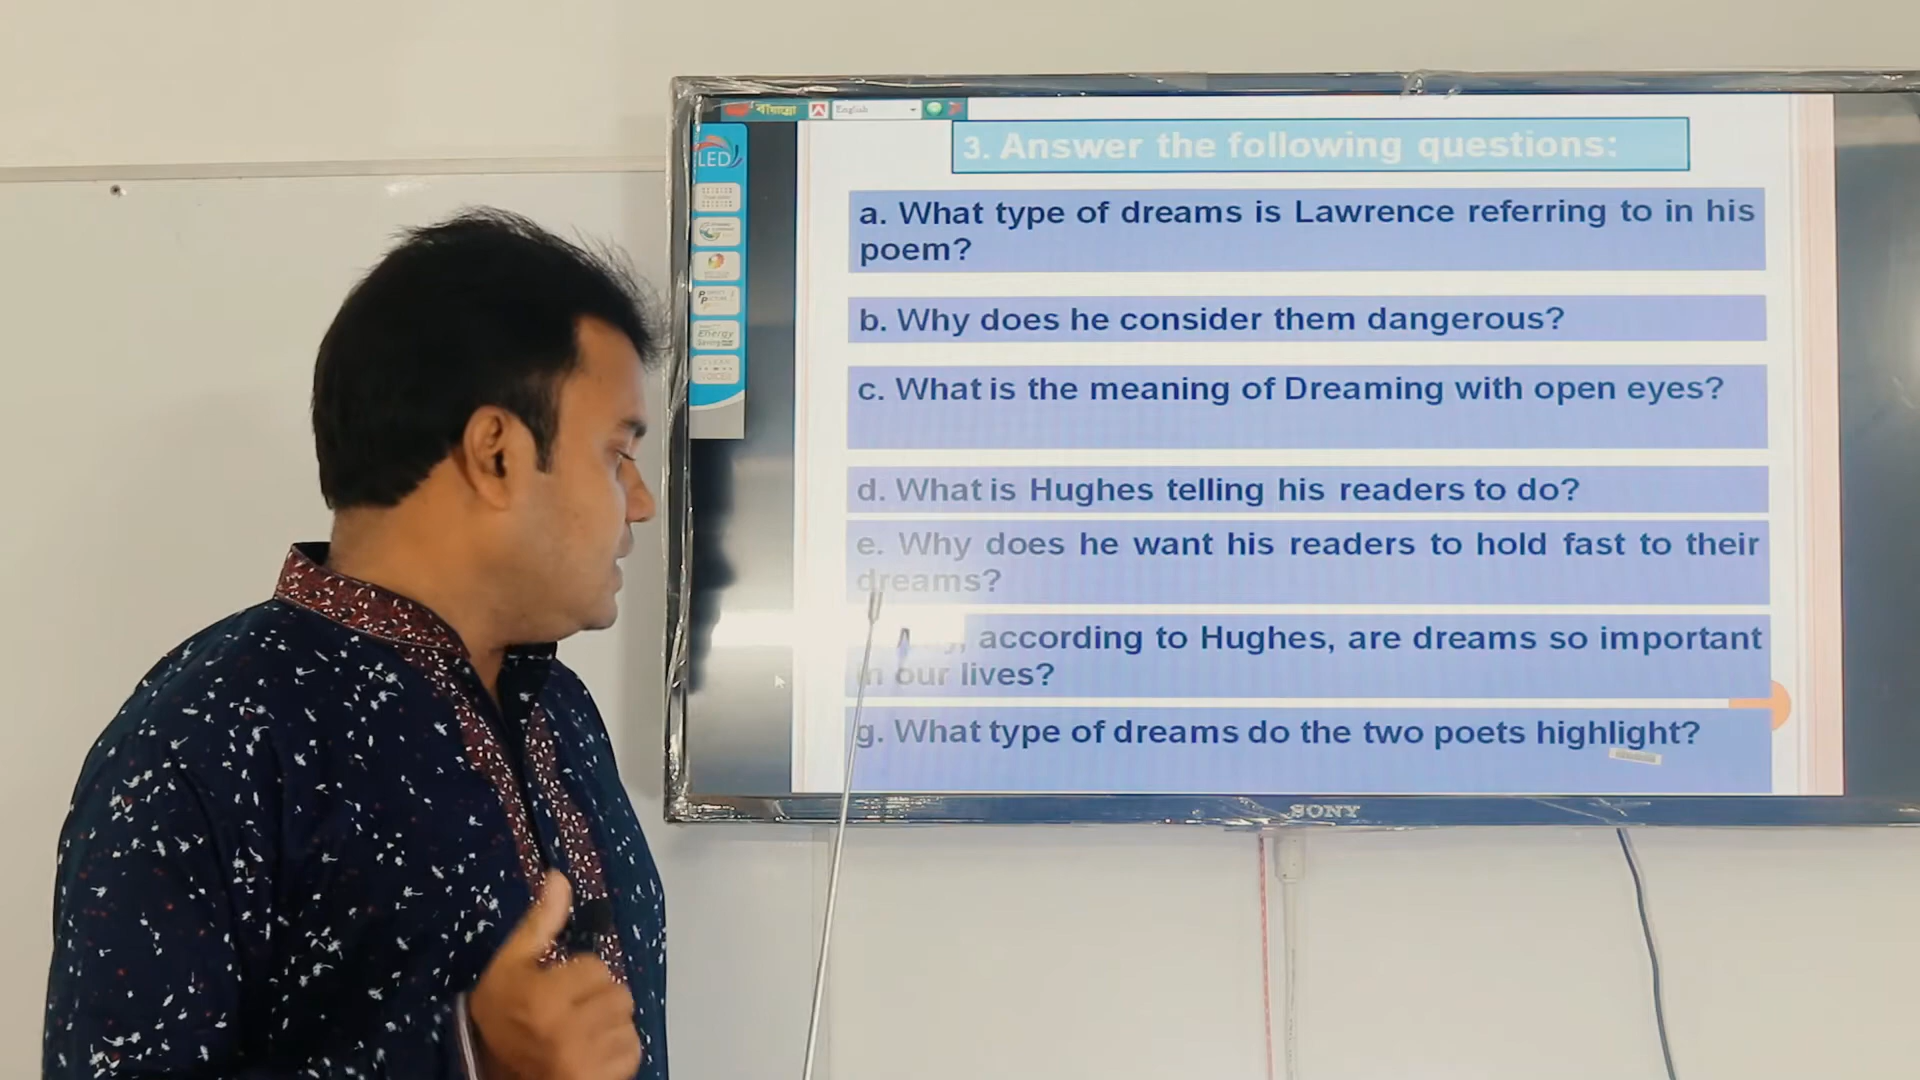 বাংলা
English
3. Answer the following questions:
LED
a. What type of dreams is Lawrence referring to in his
poem?
b. Why does he consider them dangerous?
c. What is the meaning of Dreaming with open eyes?
d. What is Hughes telling his readers to do?
e. Why does he want his readers to hold fast to their
dreams?
according to Hughes, are dreams so important
our lives?
g. What type of dreams do the two poets highlight?
Energy
SONY